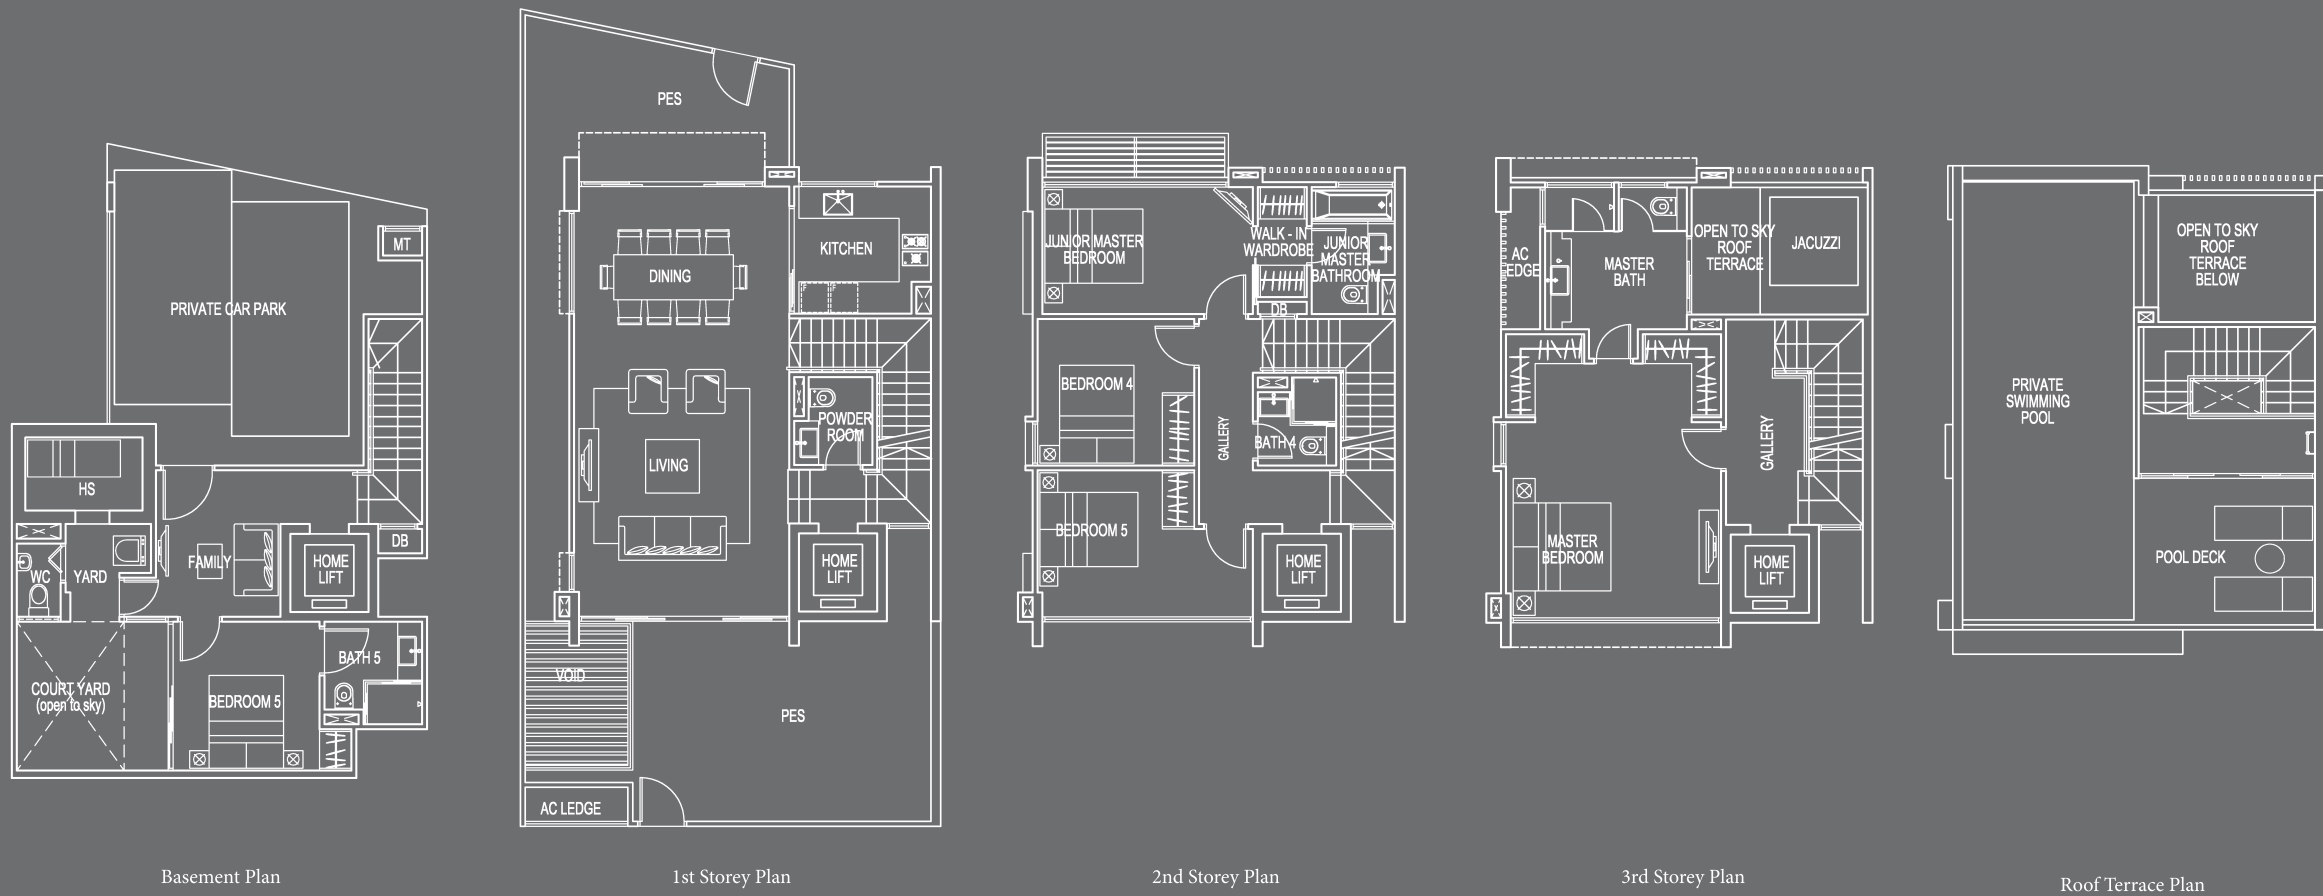 MT
PRIVATE CAR PARK
HS
DB
FAMILY
HOME
LIFT
WC
YARD
BATH 5
COURT YARD
(open to sky)
BEDROOM 5
Basement Plan
PES
KITCHEN
DINING
POWDER
ROOM
LIVING
HOME
LIFT
VOID
PES
AC LEDGE
1st Storey Plan
JUNIOR MASTER
BEDROOM
WALK - IN
WARDROBE
JUNIOR
MASTER
BATHROOM
DB
BEDROOM 4
GALLERY
BATH 4
BEDROOM 5
HOME
LIFT
2nd Storey Plan
AC
LEDGE
MASTER
BATH
OPEN TO SKY
ROOF
TERRACE
JACUZZI
GALLERY
MASTER
BEDROOM
HOME
LIFT
3rd Storey Plan
OPEN TO SKY
ROOF
TERRACE
BELOW
PRIVATE
SWIMMING
POOL
POOL DECK
Roof Terrace Plan